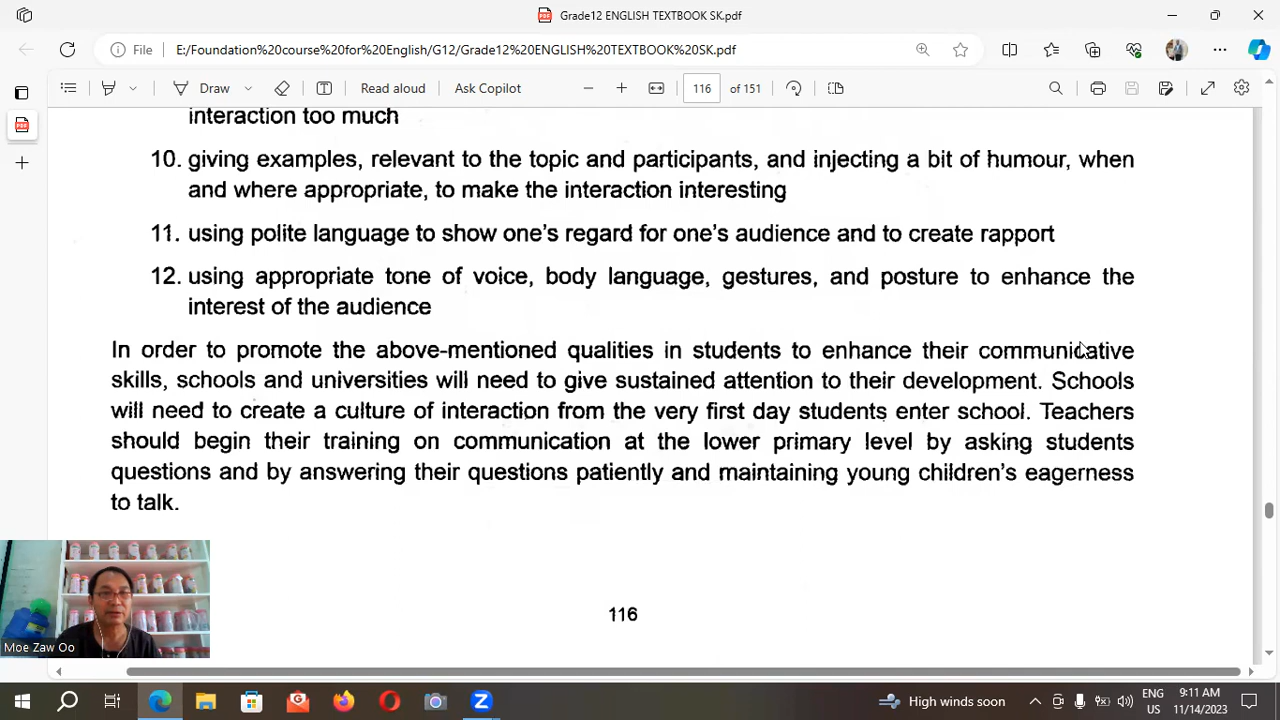 Grade12 ENGLISH TEXTBOOK SK.pdf
File E:/Foundation%20course%20for%20English/G12/Grade12%20ENGLISH%20TEXTBOOK%20SK.pdf
Draw Read aloud Ask Copilot 116 of 151
interaction too much
10. giving examples, relevant to the topic and participants, and injecting a bit of humour, when
and where appropriate, to make the interaction interesting
11. using polite language to show one's regard for one's audience and to create rapport
12. using appropriate tone of voice, body language, gestures, and posture to enhance the
interest of the audience
In order to promote the above-mentioned qualities in students to enhance their communicative
skills, schools and universities will need to give sustained attention to their development. Schools
will need to create a culture of interaction from the very first day students enter school. Teachers
should begin their training on communication at the lower primary level by asking students
questions and by answering their questions patiently and maintaining young children's eagerness
to talk.
116
Moe Zaw Oo
High winds soon
ENG
US
9:11 AM
11/14/2023